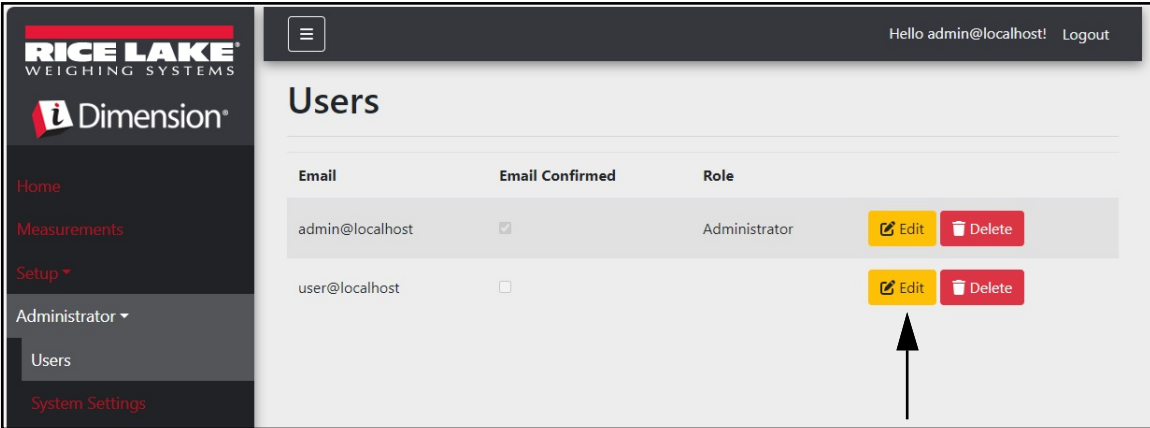 RICE LAKE®
WEIGHING SYSTEMS
i Dimension®
Home
Measurements
Setup
Administrator
Users
System Settings
Hello admin@localhost! Logout
Users
Email Email Confirmed Role
admin@localhost Administrator Edit Delete
user@localhost Edit Delete